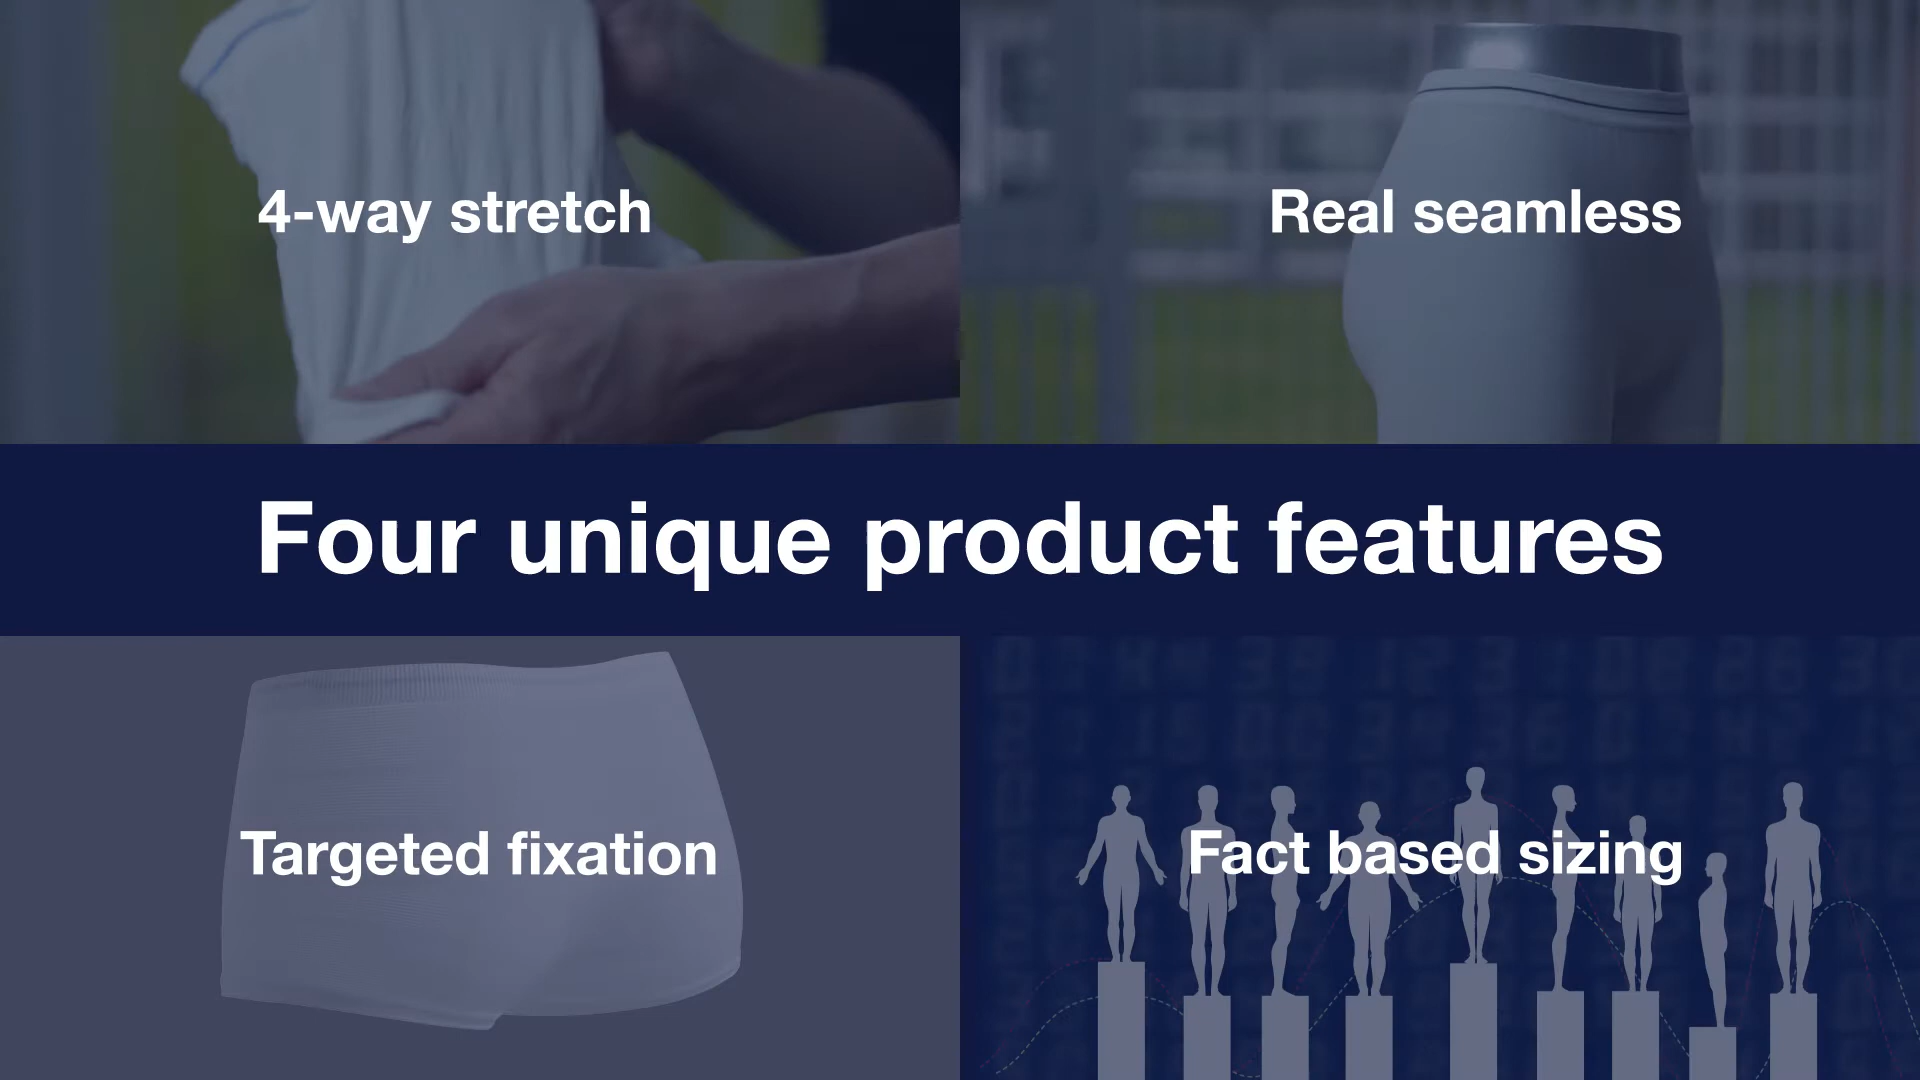 4-way stretch
Real seamless
Four unique product features
Targeted fixation
Fact based sizing